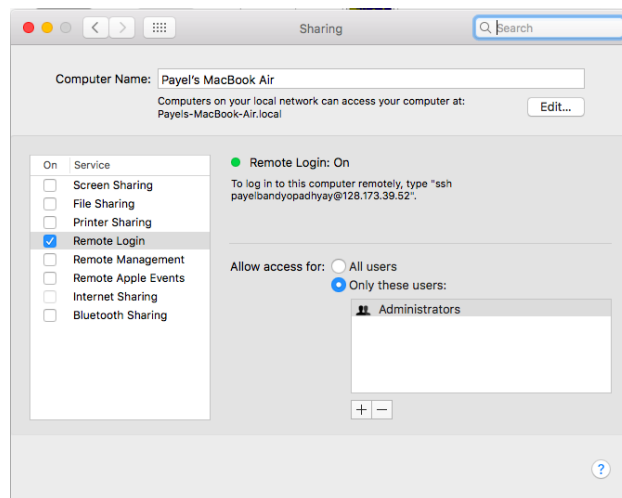 Sharing
Search
Computer Name: Payel's MacBook Air
Computers on your local network can access your computer at:
Payels-MacBook-Air.local
Edit...
On Service
Screen Sharing
File Sharing
Printer Sharing
Remote Login
Remote Management
Remote Apple Events
Internet Sharing
Bluetooth Sharing
Remote Login: On
To log in to this computer remotely, type "ssh
payelbandyopadhyay@128.173.39.52".
Allow access for: All users
Only these users:
Administrators
+ −
?